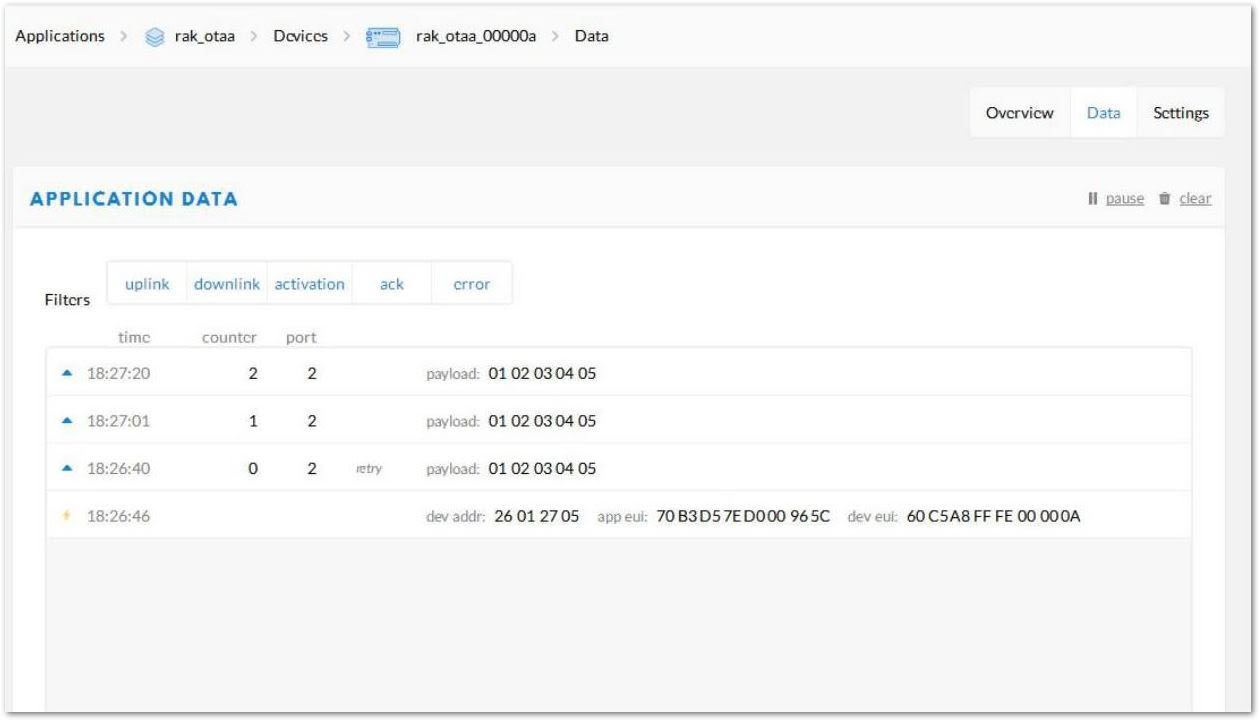 Applications > rak_otaa > Devices > rak_otaa_00000a > Data
Overview Data Settings
APPLICATION DATA pause clear
Filters uplink downlink activation ack error
time counter port
18:27:20 2 2 payload: 01 02 03 04 05
18:27:01 1 2 payload: 01 02 03 04 05
18:26:40 0 2 retry payload: 01 02 03 04 05
18:26:46 dev addr: 26 01 27 05 app eui: 70 B3 D5 7E D0 00 96 5C dev eui: 60 C5 A8 FF FE 00 00 0A